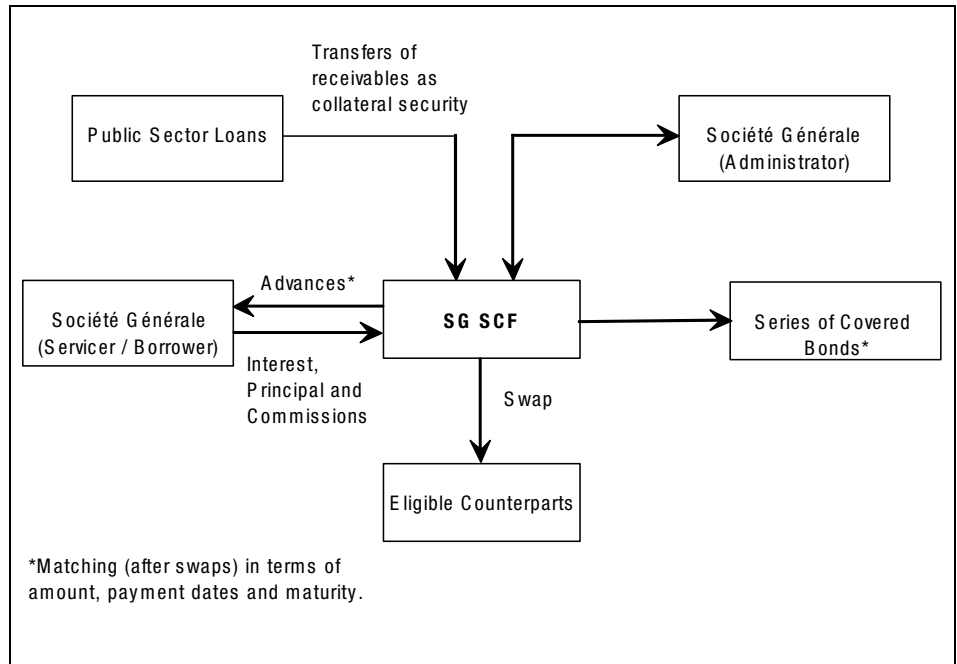 Transfers of
receivables as
collateral security
Public Sector Loans
Société Générale
(Administrator)
Advances*
Société Générale
(Servicer / Borrower)
SG SCF
Series of Covered
Bonds*
Interest,
Principal and
Commissions
Swap
Eligible Counterparts
*Matching (after swaps) in terms of
amount, payment dates and maturity.